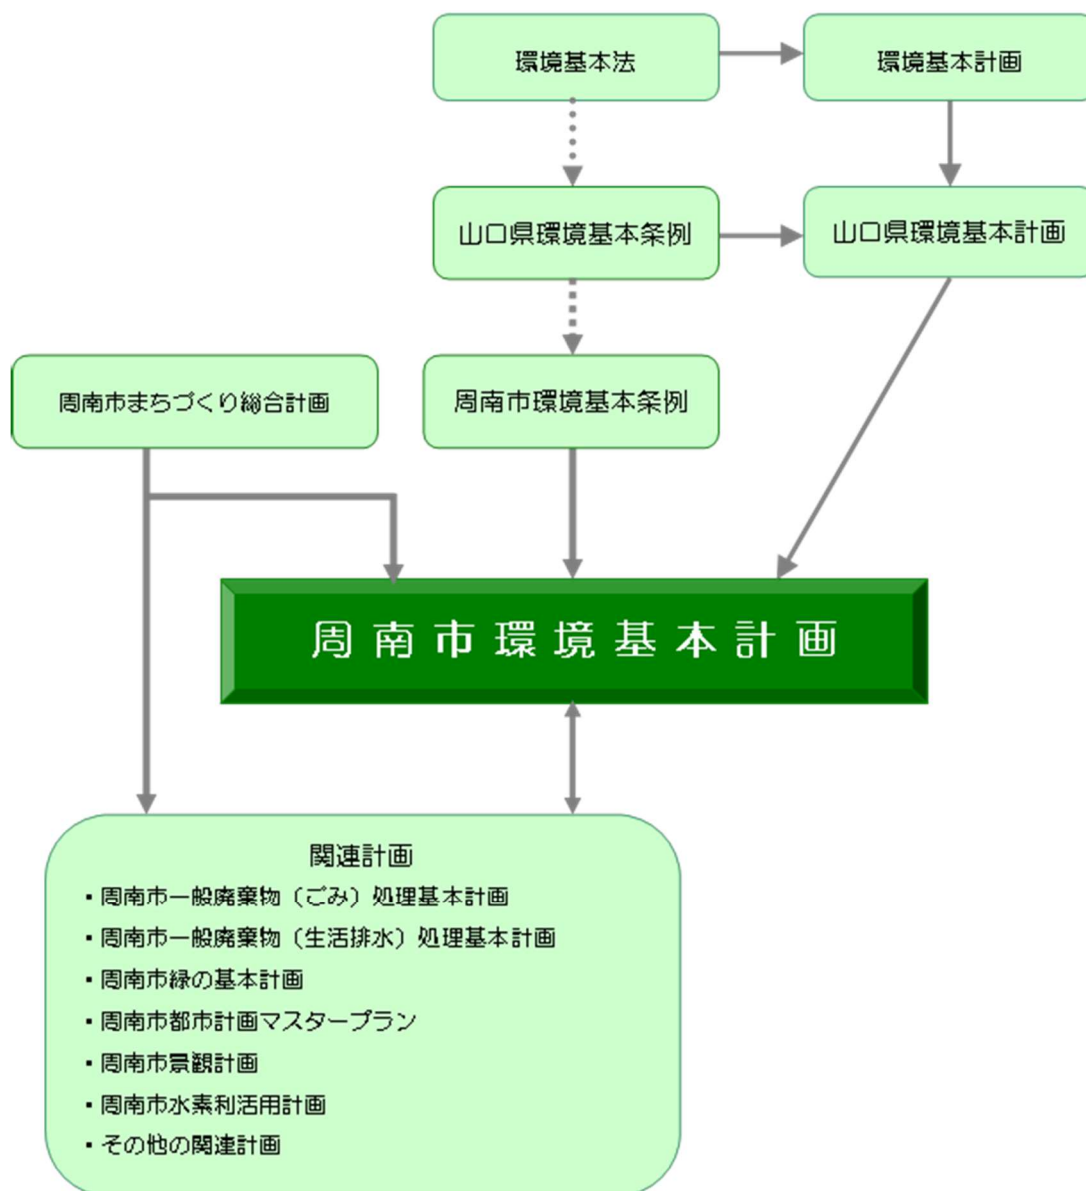 環境基本法
環境基本計画
山口県環境基本条例
山口県環境基本計画
周南市まちづくり総合計画
周南市環境基本条例
周南市環境基本計画
関連計画
・周南市一般廃棄物（ごみ）処理基本計画
・周南市一般廃棄物（生活排水）処理基本計画
・周南市緑の基本計画
・周南市都市計画マスタープラン
・周南市景観計画
・周南市水素利活用計画
・その他の関連計画